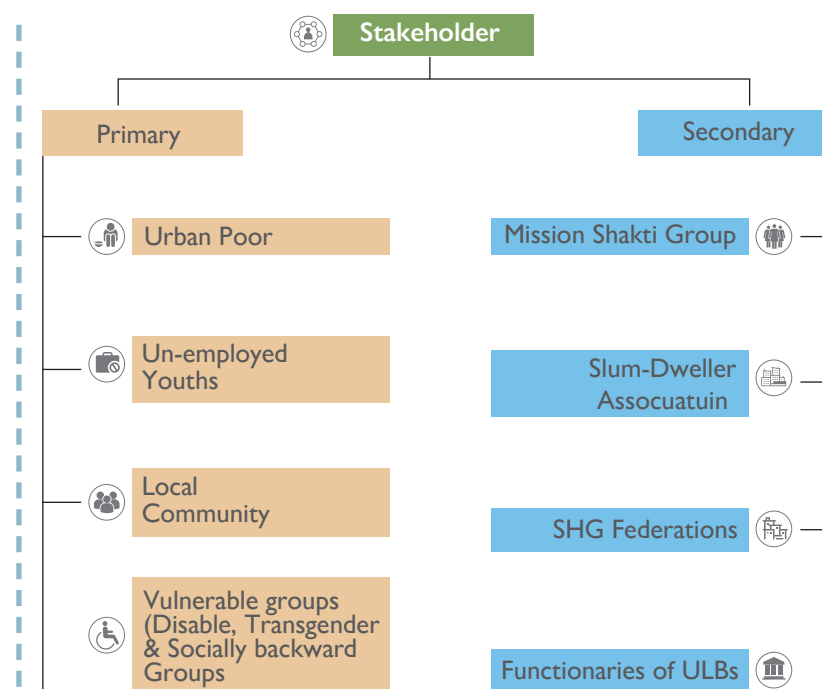 Stakeholder
Primary
Secondary
Urban Poor
Mission Shakti Group
Un-employed
Youths
Slum-Dweller
Assocuatuin
Local
Community
SHG Federations
Vulnerable groups
(Disable, Transgender
& Socially backward
Groups
Functionaries of ULBs